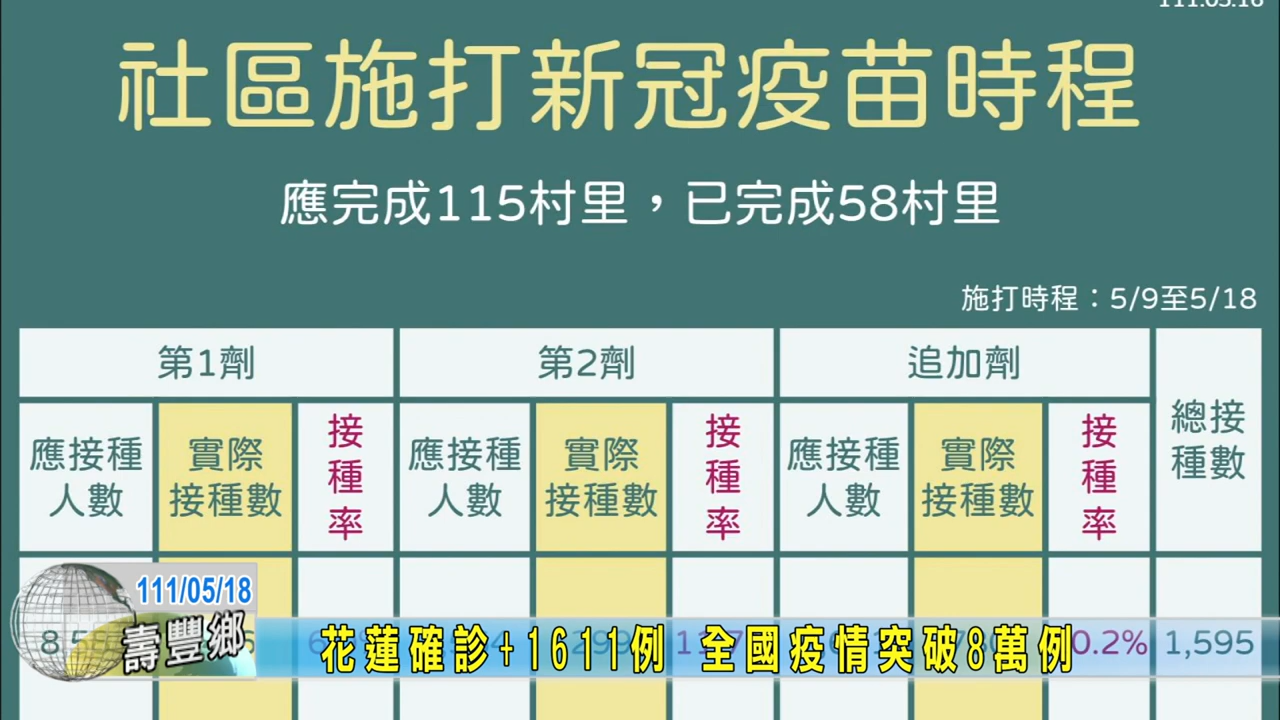 社區施打新冠疫苗時程
應完成115村里，已完成58村里
施打時程：5/9至5/18
第1劑 第2劑 追加劑 總接種數
應接種人數 實際接種數 接種率 應接種人數 實際接種數 接種率 應接種人數 實際接種數 接種率
0.2% 1,595
111/05/18
壽豐鄉
花蓮確診+1611例 全國疫情突破8萬例